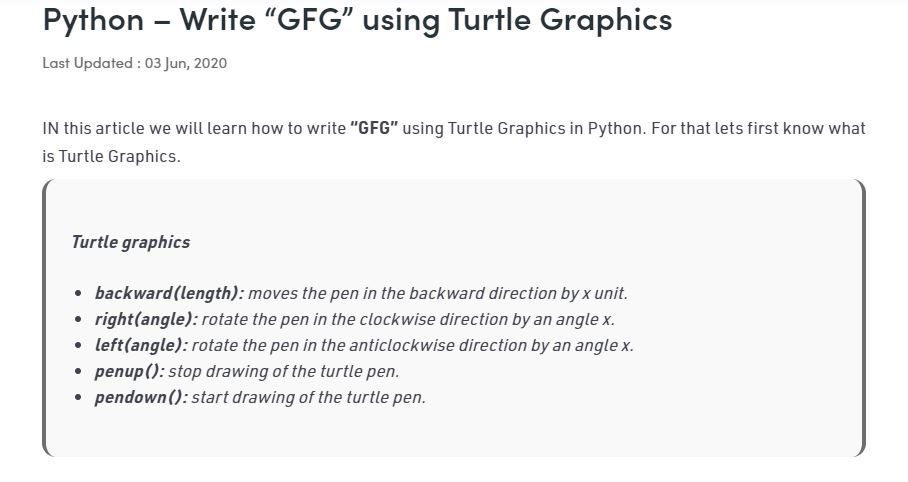 Python – Write “GFG” using Turtle Graphics
Last Updated : 03 Jun, 2020
IN this article we will learn how to write "GFG" using Turtle Graphics in Python. For that lets first know what
is Turtle Graphics.
Turtle graphics
• backward(length): moves the pen in the backward direction by x unit.
• right(angle): rotate the pen in the clockwise direction by an angle x.
• left(angle): rotate the pen in the anticlockwise direction by an angle x.
• penup(): stop drawing of the turtle pen.
• pendown(): start drawing of the turtle pen.